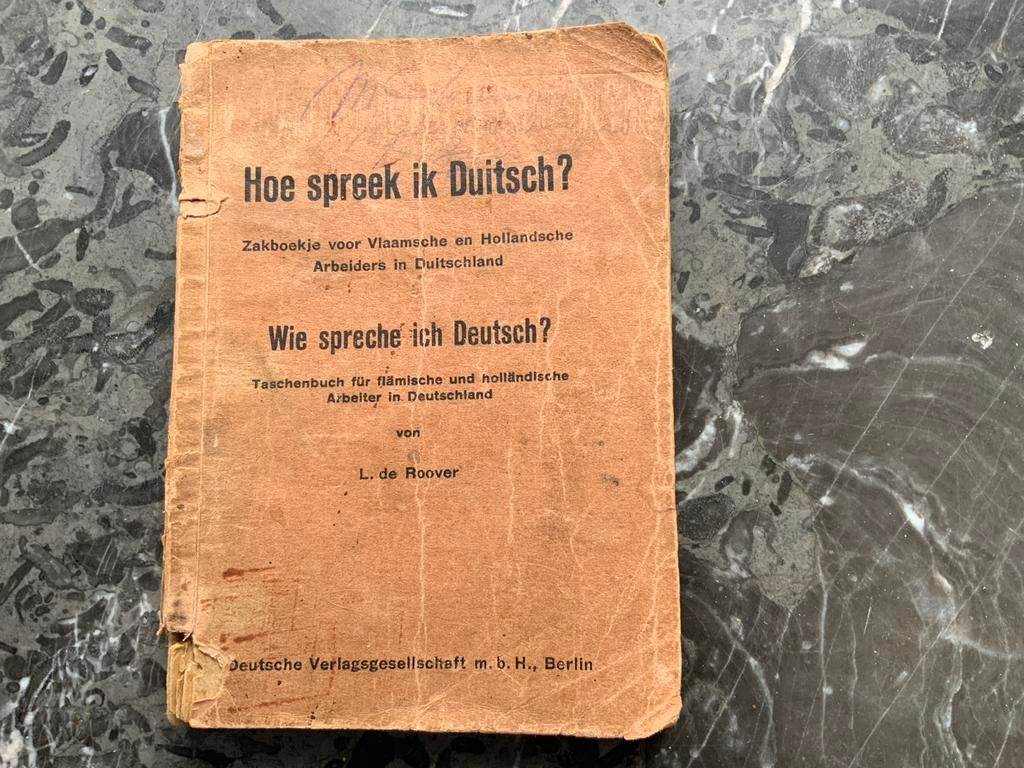 Hoe spreek ik Duitsch?
Zakboekje voor Vlaamsche en Hollandsche
Arbeiders in Duitschland
Wie spreche ich Deutsch?
Taschenbuch für flämische und holländische
Arbeiter in Deutschland
von
L. de Roover
Deutsche Verlagsgesellschaft m. b. H., Berlin